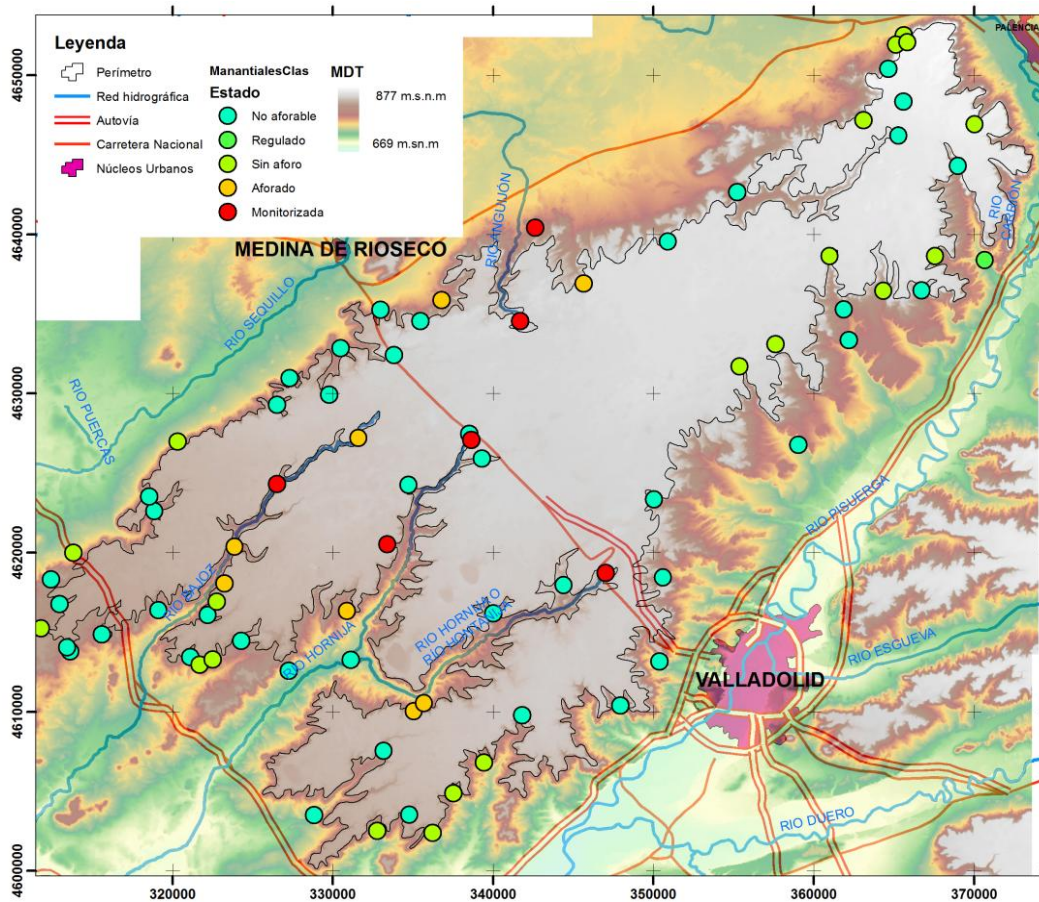 Leyenda
Perímetro
Red hidrográfica
Autovía
Carretera Nacional
Núcleos Urbanos
ManantialesClas
Estado
No aforable
Regulado
Sin aforo
Aforado
Monitorizada
MDT
877 m.s.n.m
669 m.sn.m
PALENCIA
MEDINA DE RIOSECO
RIO ANGUIJÓN
RIO CARRIÓN
RIO SEQUILLO
RIO PUERCAS
RIO PISUERGA
RIO BAJOZ
RIO HORNIJA
RIO HORNIJA O
RIO HONTANIJA
RIO ESGUEVA
VALLADOLID
RIO DUERO
4650000
4640000
4630000
4620000
4610000
4600000
320000
330000
340000
350000
360000
370000